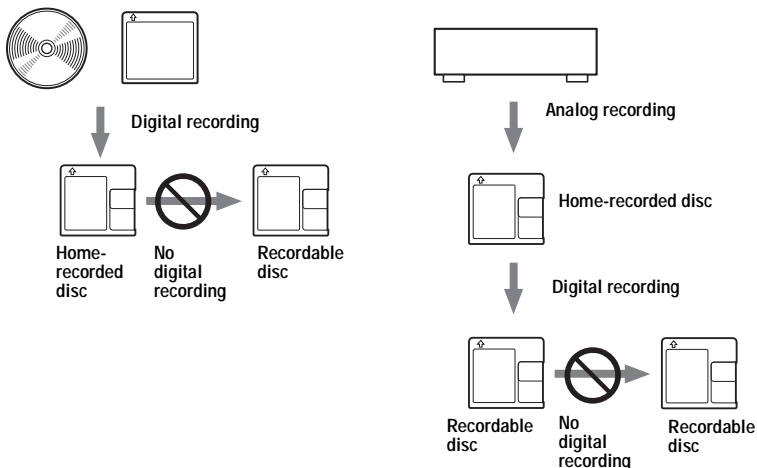 Digital recording
Home-
recorded
disc
No
digital
recording
Recordable
disc
Analog recording
Home-recorded disc
Digital recording
Recordable
disc
No
digital
recording
Recordable
disc